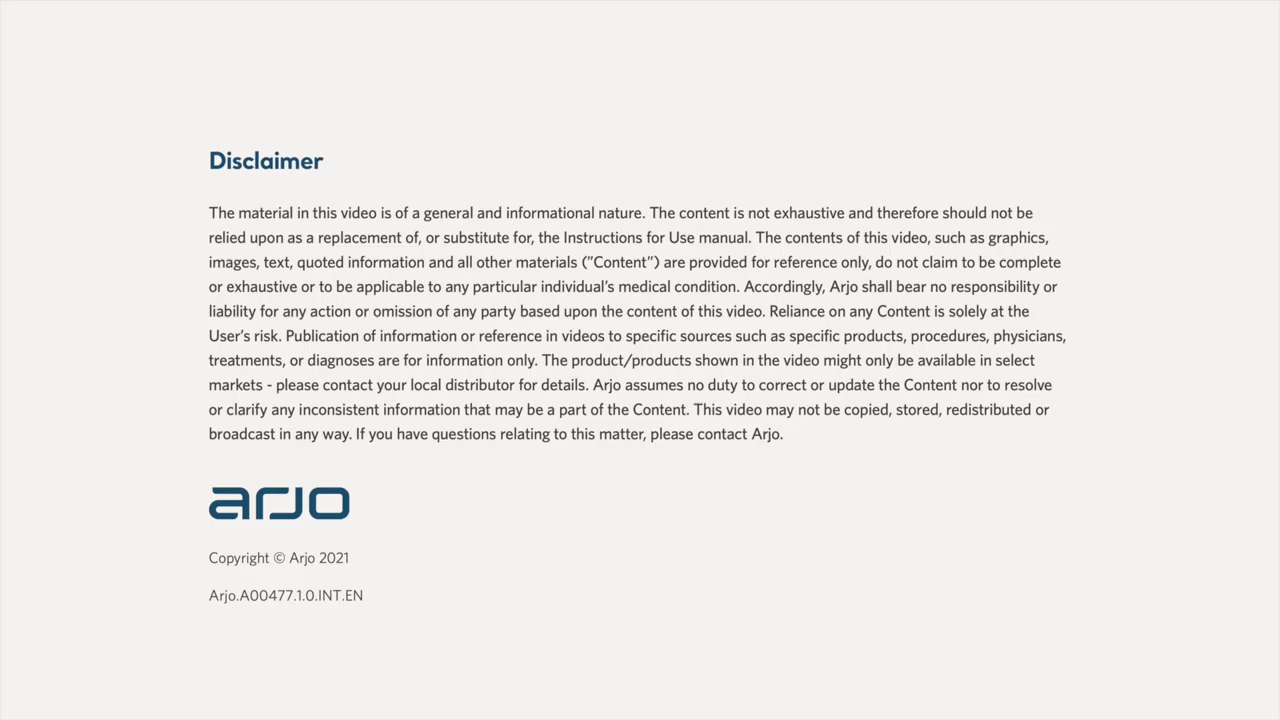 Disclaimer
The material in this video is of a general and informational nature. The content is not exhaustive and therefore should not be
relied upon as a replacement of, or substitute for, the Instructions for Use manual. The contents of this video, such as graphics,
images, text, quoted information and all other materials (”Content”) are provided for reference only, do not claim to be complete
or exhaustive or to be applicable to any particular individual’s medical condition. Accordingly, Arjo shall bear no responsibility or
liability for any action or omission of any party based upon the content of this video. Reliance on any Content is solely at the
User’s risk. Publication of information or reference in videos to specific sources such as specific products, procedures, physicians,
treatments, or diagnoses are for information only. The product/products shown in the video might only be available in select
markets - please contact your local distributor for details. Arjo assumes no duty to correct or update the Content nor to resolve
or clarify any inconsistent information that may be a part of the Content. This video may not be copied, stored, redistributed or
broadcast in any way. If you have questions relating to this matter, please contact Arjo.
arjo
Copyright © Arjo 2021
Arjo.A00477.1.0.INT.EN